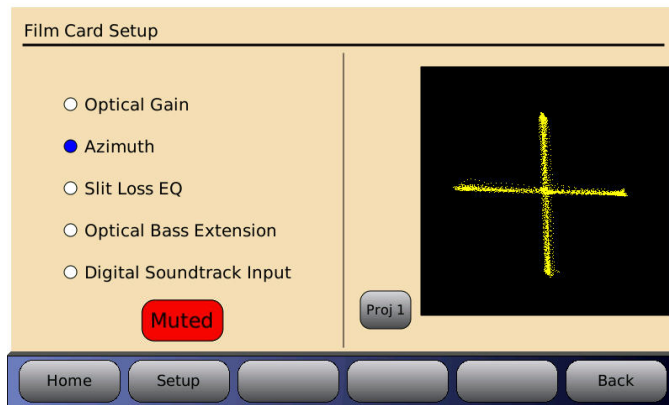 Film Card Setup
Optical Gain
Azimuth
Slit Loss EQ
Optical Bass Extension
Digital Soundtrack Input
Muted
Proj 1
Home
Setup
Back